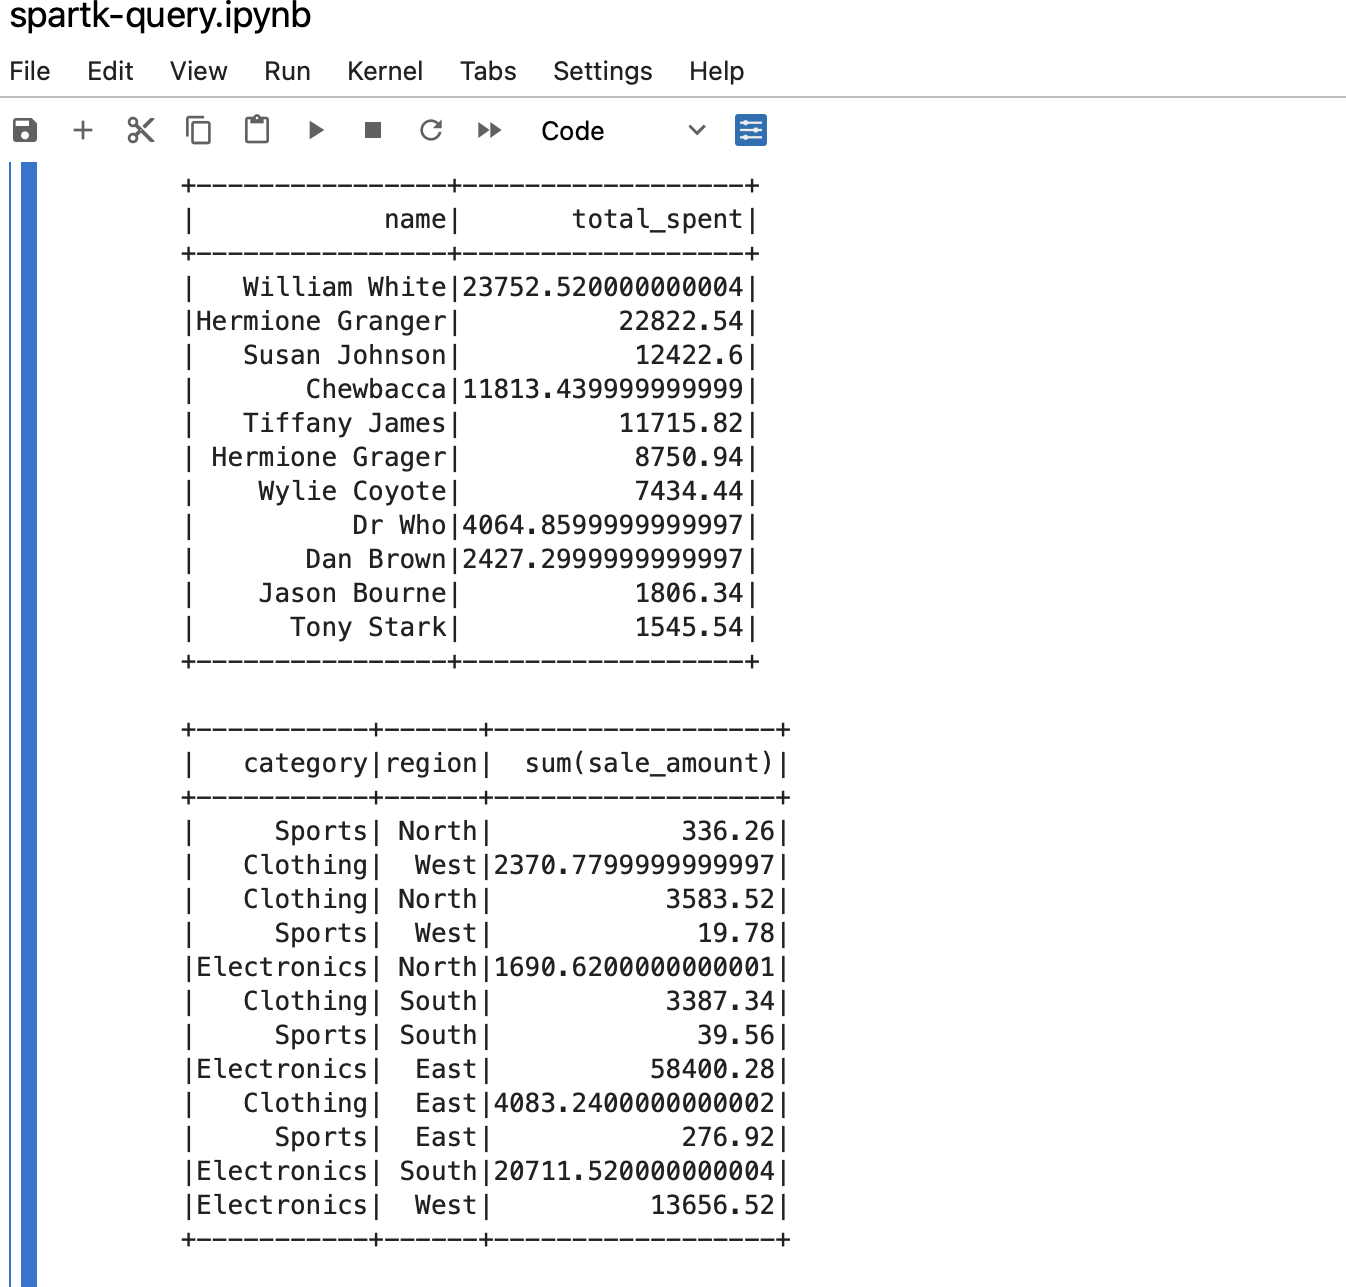 spartk-query.ipynb
File Edit View Run Kernel Tabs Settings Help
Code
+----------------+------------------+
|            name|       total_spent|
+----------------+------------------+
|   William White|23752.520000000004|
|Hermione Granger|          22822.54|
|   Susan Johnson|           12422.6|
|       Chewbacca|11813.439999999999|
|   Tiffany James|          11715.82|
| Hermione Grager|           8750.94|
|    Wylie Coyote|           7434.44|
|          Dr Who|4064.8599999999997|
|       Dan Brown|2427.2999999999997|
|    Jason Bourne|           1806.34|
|      Tony Stark|           1545.54|
+----------------+------------------+
+-----------+------+------------------+
|   category|region|  sum(sale_amount)|
+-----------+------+------------------+
|     Sports| North|            336.26|
|   Clothing|  West|2370.7799999999997|
|   Clothing| North|           3583.52|
|     Sports|  West|             19.78|
|Electronics| North|1690.6200000000001|
|   Clothing| South|           3387.34|
|     Sports| South|             39.56|
|Electronics|  East|          58400.28|
|   Clothing|  East|4083.2400000000002|
|     Sports|  East|            276.92|
|Electronics| South|20711.520000000004|
|Electronics|  West|          13656.52|
+-----------+------+------------------+